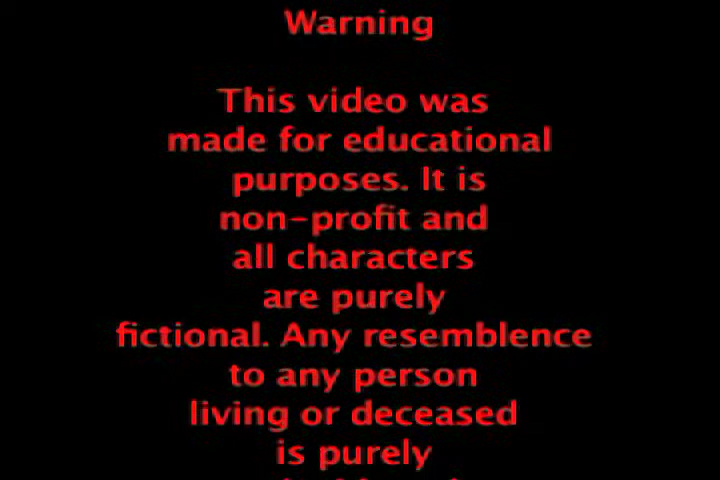 Warning
This video was
made for educational
purposes. It is
non-profit and
all characters
are purely
fictional. Any resemblence
to any person
living or deceased
is purely